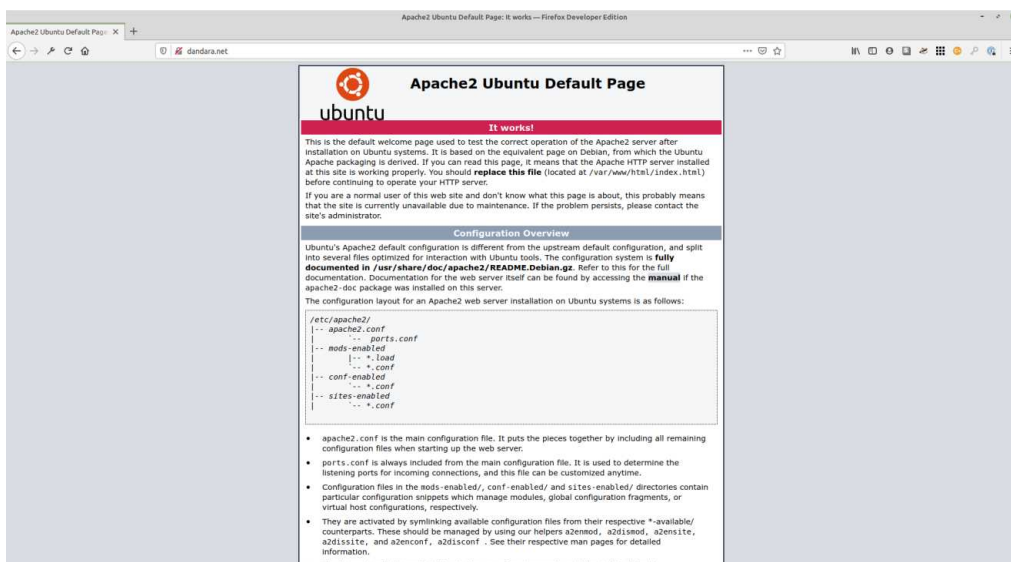 Apache2 Ubuntu Default Page: It works — Firefox Developer Edition
Apache2 Ubuntu Default Page
dandara.net
ubuntu
Apache2 Ubuntu Default Page
It works!
This is the default welcome page used to test the correct operation of the Apache2 server after
installation on Ubuntu systems. It is based on the equivalent page on Debian, from which the Ubuntu
Apache packaging is derived. If you can read this page, it means that the Apache HTTP server installed
at this site is working properly. You should replace this file (located at /var/www/html/index.html)
before continuing to operate your HTTP server.
If you are a normal user of this web site and don't know what this page is about, this probably means
that the site is currently unavailable due to maintenance. If the problem persists, please contact the
site's administrator.
Configuration Overview
Ubuntu's Apache2 default configuration is different from the upstream default configuration, and split
into several files optimized for interaction with Ubuntu tools. The configuration system is fully
documented in /usr/share/doc/apache2/README.Debian.gz. Refer to this for the full
documentation. Documentation for the web server itself can be found by accessing the manual if the
apache2-doc package was installed on this server.
The configuration layout for an Apache2 web server installation on Ubuntu systems is as follows:
/etc/apache2/
|-- apache2.conf
|       `--  ports.conf
|-- mods-enabled
|       |-- *.load
|       `-- *.conf
|-- conf-enabled
|       `-- *.conf
|-- sites-enabled
|       `-- *.conf
• apache2.conf is the main configuration file. It puts the pieces together by including all remaining
configuration files when starting up the web server.
• ports.conf is always included from the main configuration file. It is used to determine the
listening ports for incoming connections, and this file can be customized anytime.
• Configuration files in the mods-enabled/, conf-enabled/ and sites-enabled/ directories contain
particular configuration snippets which manage modules, global configuration fragments, or
virtual host configurations, respectively.
• They are activated by symlinking available configuration files from their respective *-available/
counterparts. These should be managed by using our helpers a2enmod, a2dismod, a2ensite,
a2dissite, and a2enconf, a2disconf . See their respective man pages for detailed
information.